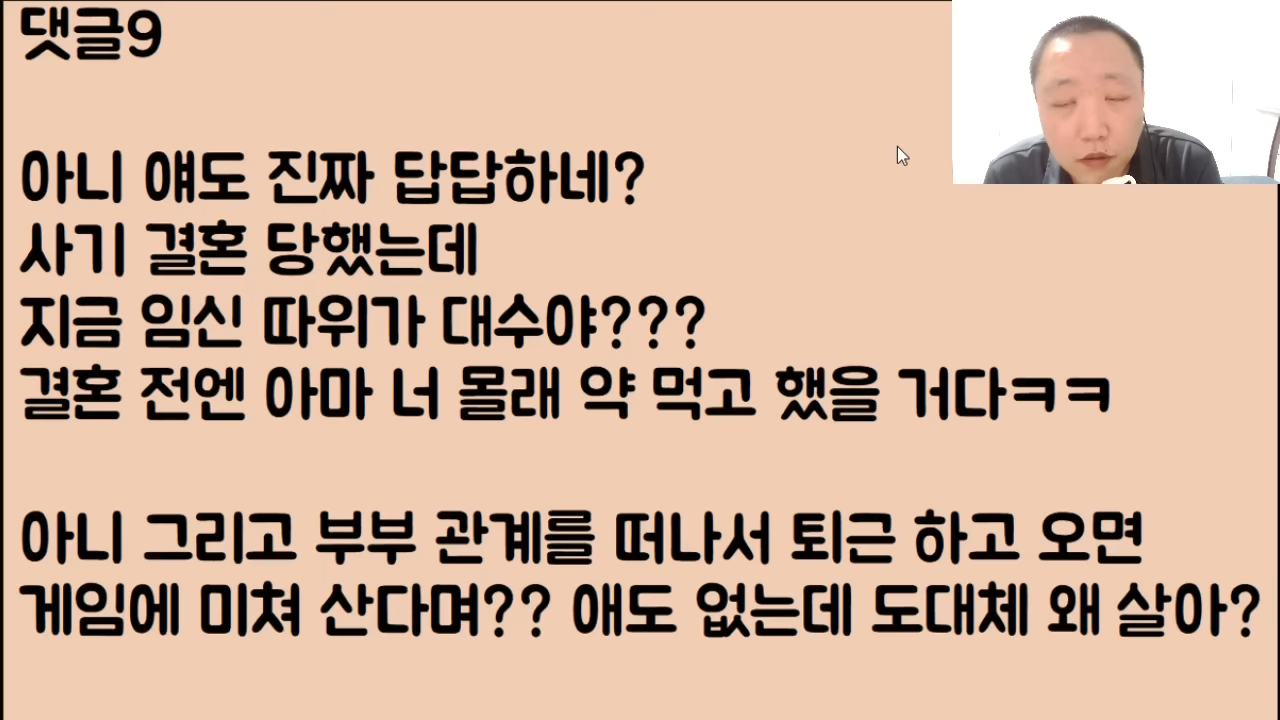 댓글9
아니 얘도 진짜 답답하네?
사기 결혼 당했는데
지금 임신 따위가 대수야???
결혼 전엔 아마 너 몰래 약 먹고 했을 거다ㅋㅋ
아니 그리고 부부 관계를 떠나서 퇴근 하고 오면
게임에 미쳐 산다며?? 애도 없는데 도대체 왜 살아?